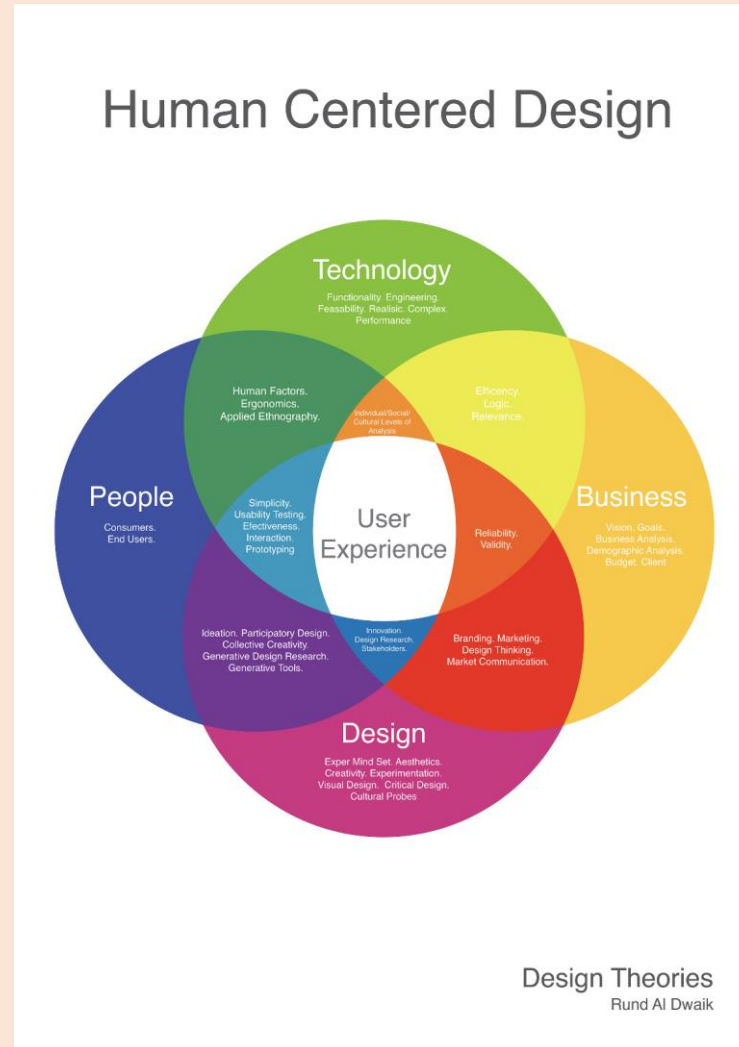 Human Centered Design
Technology
Functionality. Engineering.
Feasability. Realisic. Complex
Performance
Human Factors.
Ergonomics.
Applied Ethnography.
Individual/Social/
Cultural Levels of
Analysis
Efficency.
Logic.
Relevance.
People
Consumers.
End Users.
Simplicity.
Usability Testing.
Efectiveness.
Interaction.
Prototyping
User
Experience
Reliability.
Validity.
Business
Vision. Goals.
Business Analysis.
Demographic Analysis.
Budget. Client
Ideation. Participatory Design.
Collective Creativity.
Generative Design Research.
Generative Tools.
Innovation.
Design Research.
Stakeholders.
Branding. Marketing.
Design Thinking.
Market Communication.
Design
Exper Mind Set. Aesthetics.
Creativity. Experimentation.
Visual Design. Critical Design.
Cultural Probes
Design Theories
Rund Al Dwaik